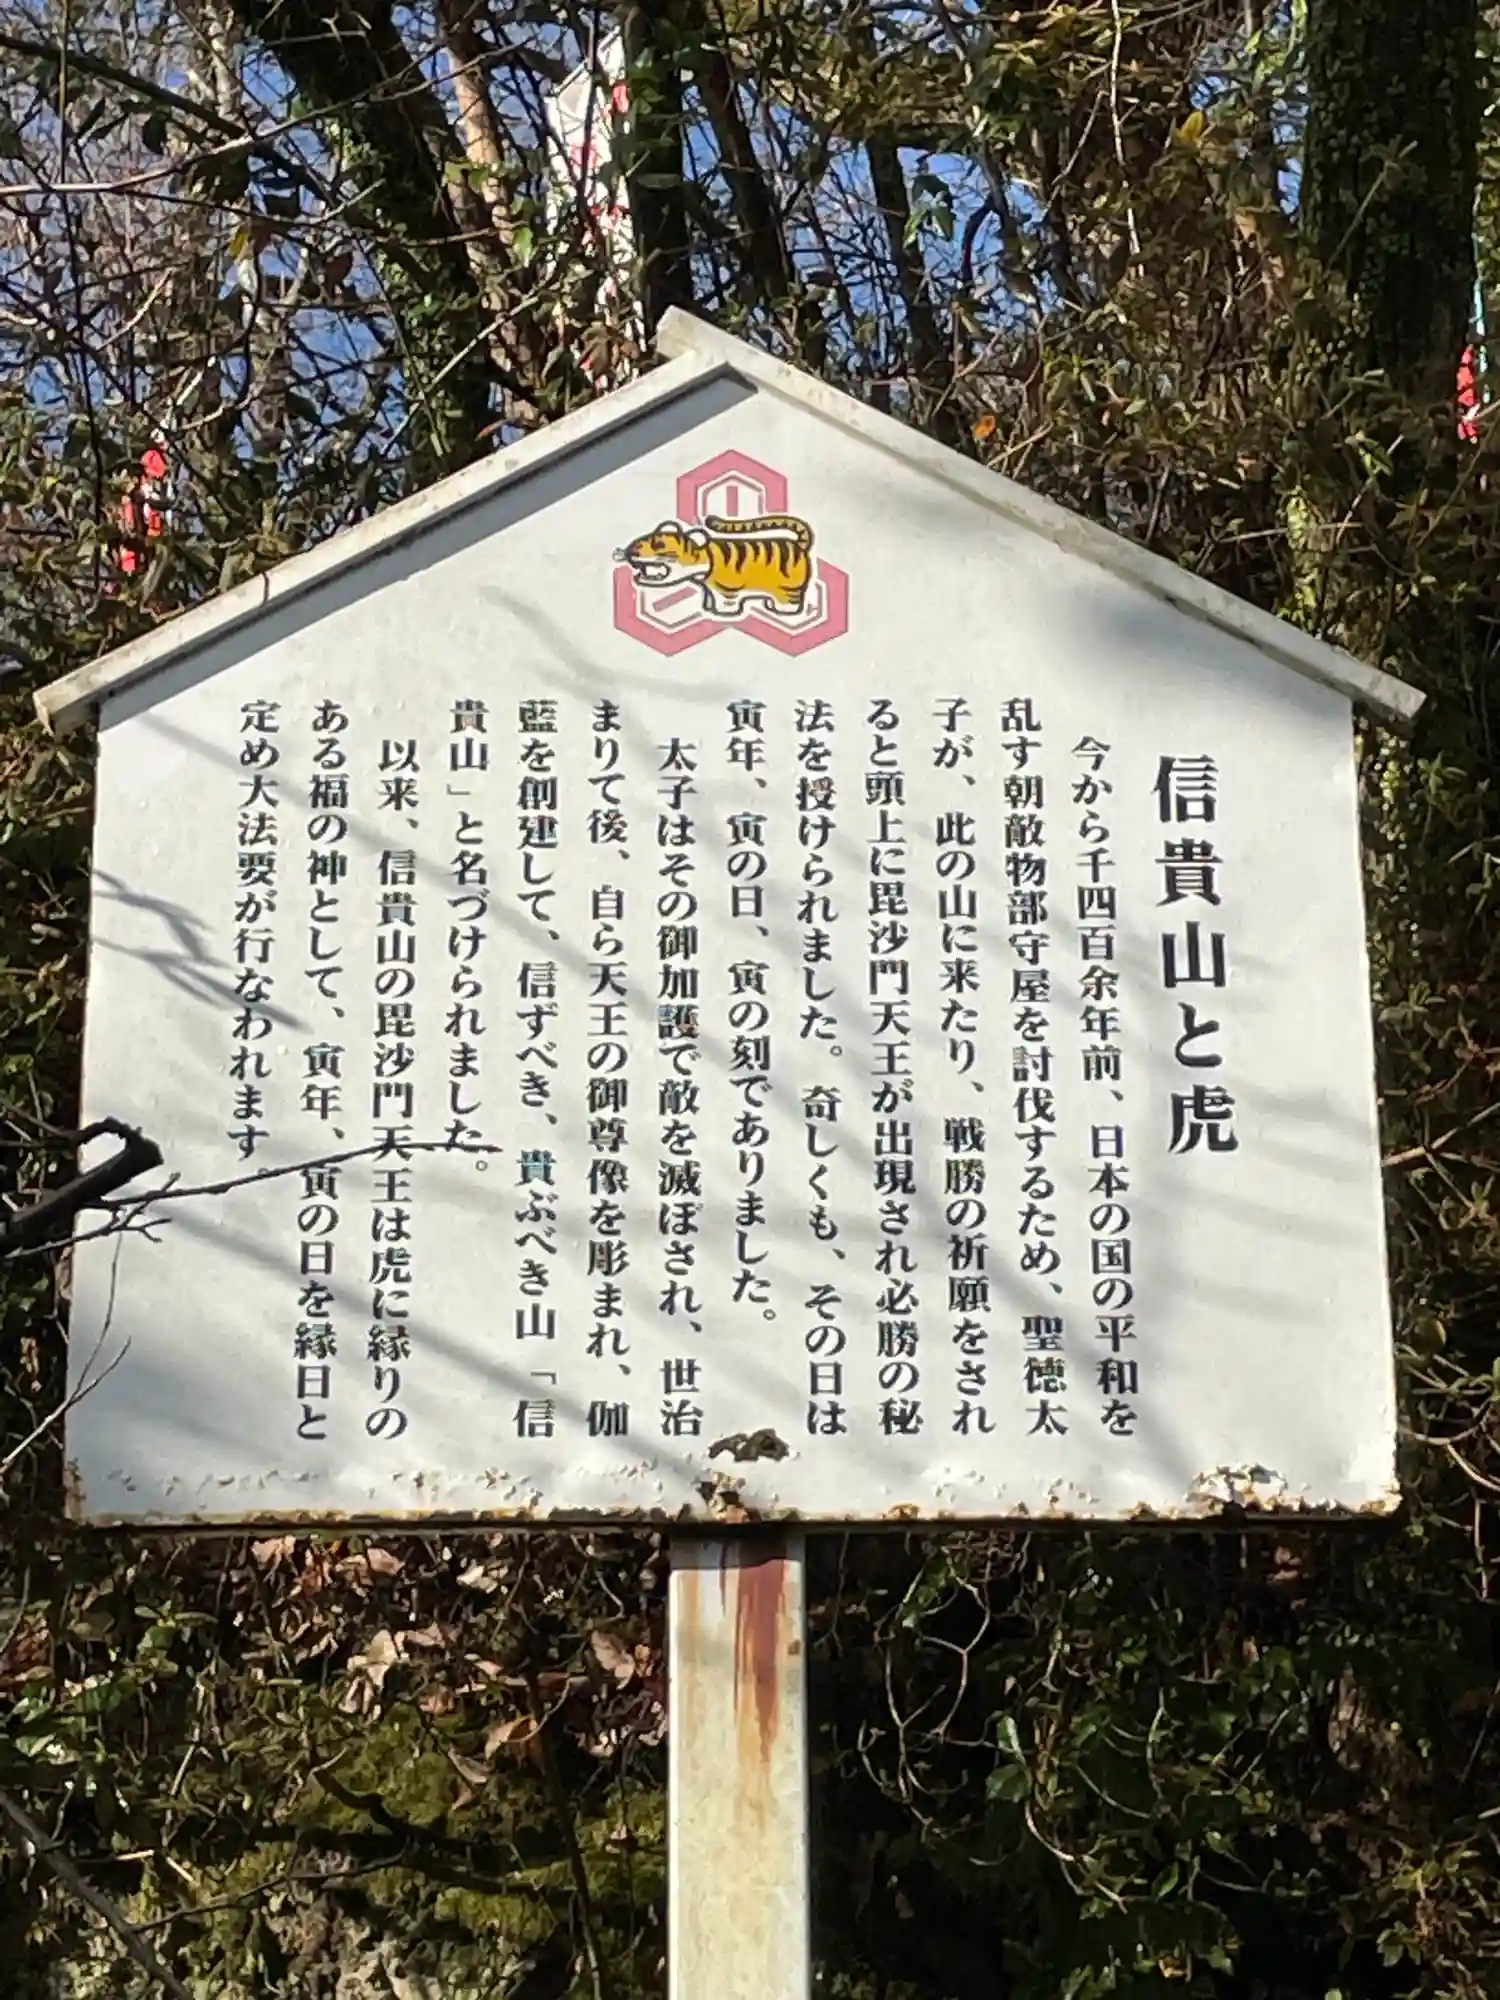 信貴山と虎
今から千四百余年前、日本の国の平和を
乱す朝敵物部守屋を討伐するため、聖徳太
子が、此の山に来たり、戦勝の祈願をされ
ると頭上に毘沙門天王が出現され必勝の秘
法を授けられました。奇しくも、その日は
寅年、寅の日、寅の刻でありました。
太子はその御加護で敵を滅ぼされ、世治
まりて後、自ら天王の御尊像を彫まれ、伽
藍を創建して、信ずべき、貴ぶべき山「信
貴山」と名づけられました。
以来、信貴山の毘沙門天王は虎に縁りの
ある福の神として、寅年、寅の日を縁日と
定め大法要が行なわれます。